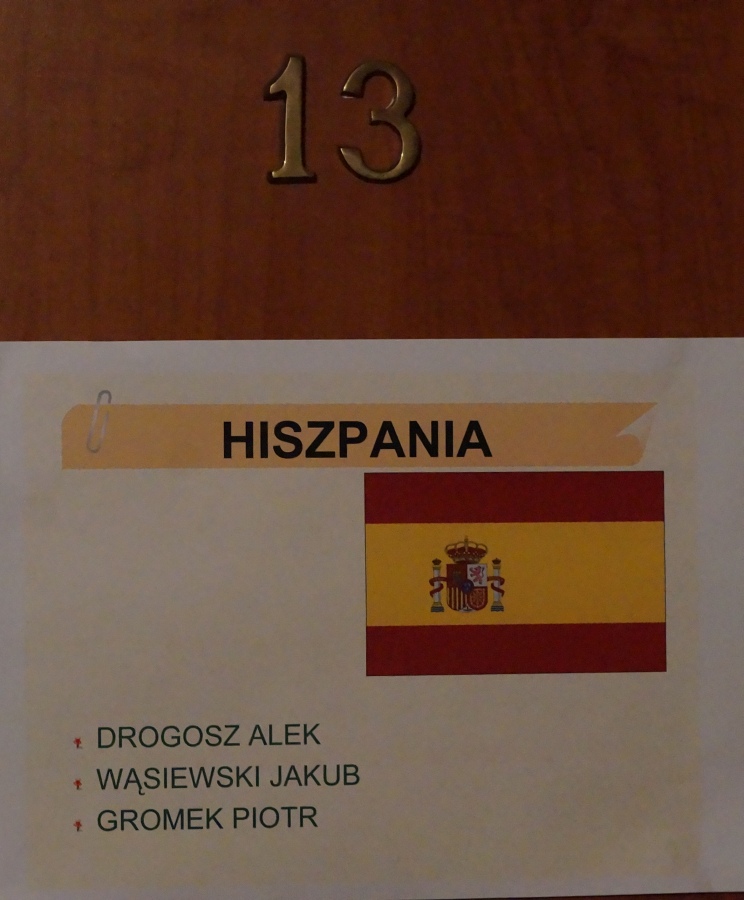 13
HISZPANIA
DROGOSZ ALEK
WĄSIEWSKI JAKUB
GROMEK PIOTR